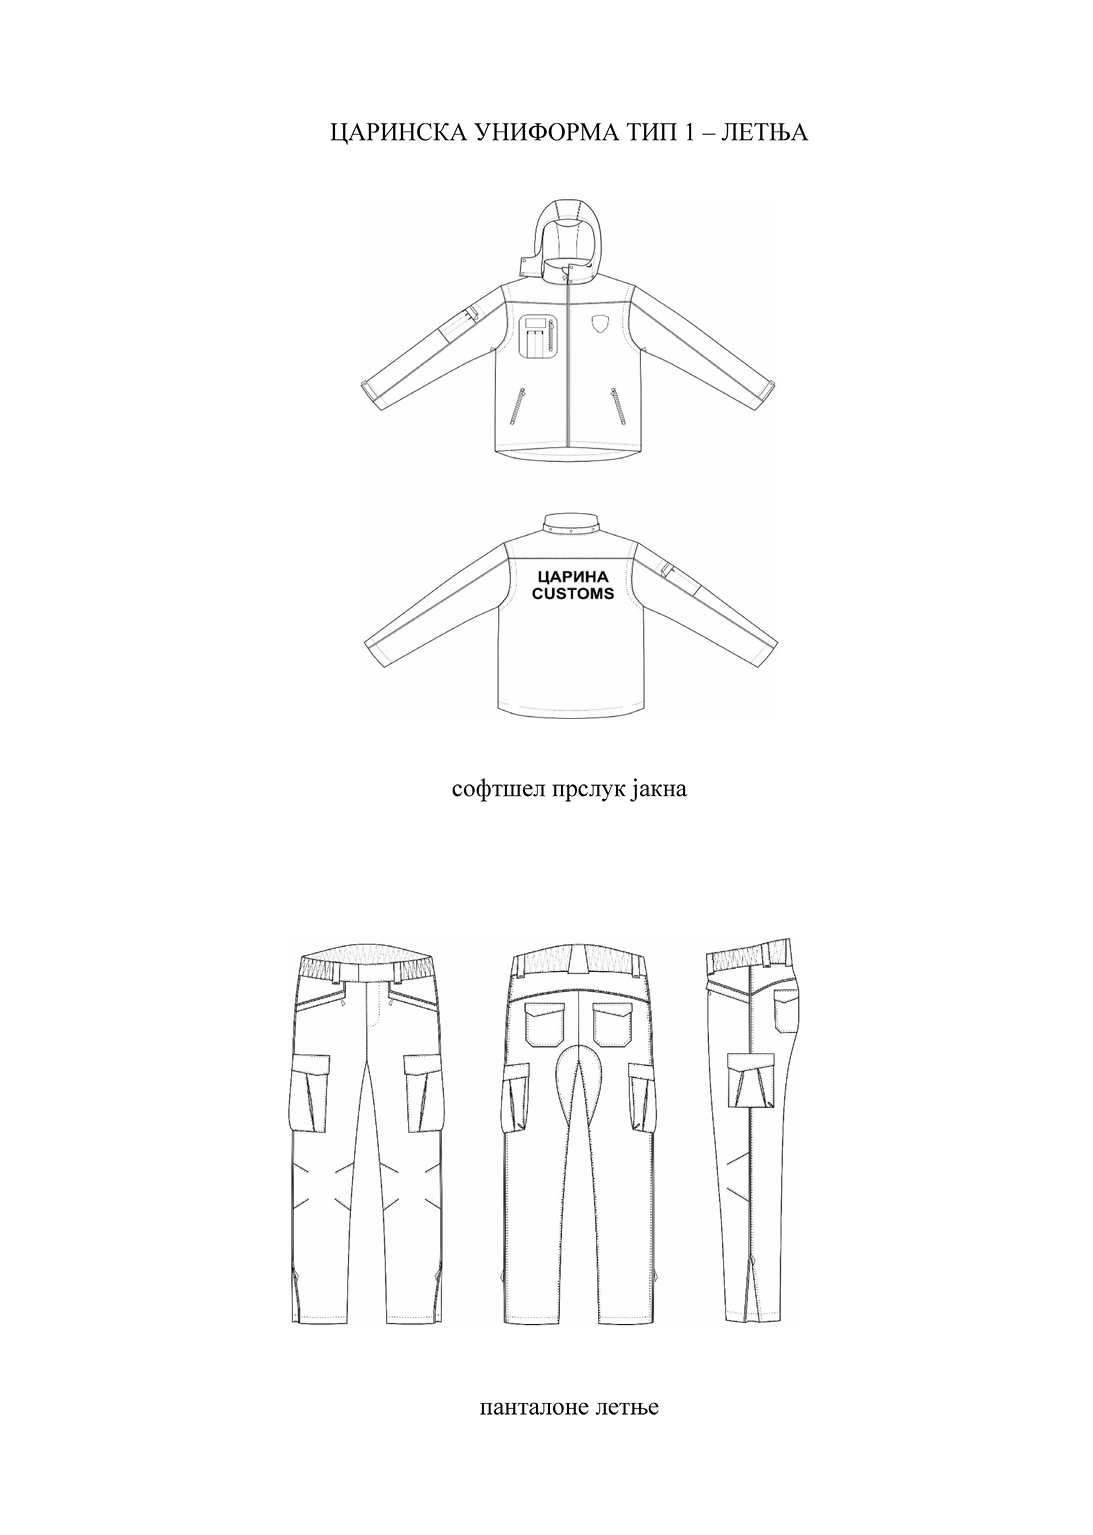 ЦАРИНСКА УНИФОРМА ТИП 1 – ЛЕТЊА
ЦАРИНА
CUSTOMS
софтшел прслук јакна
панталоне летње